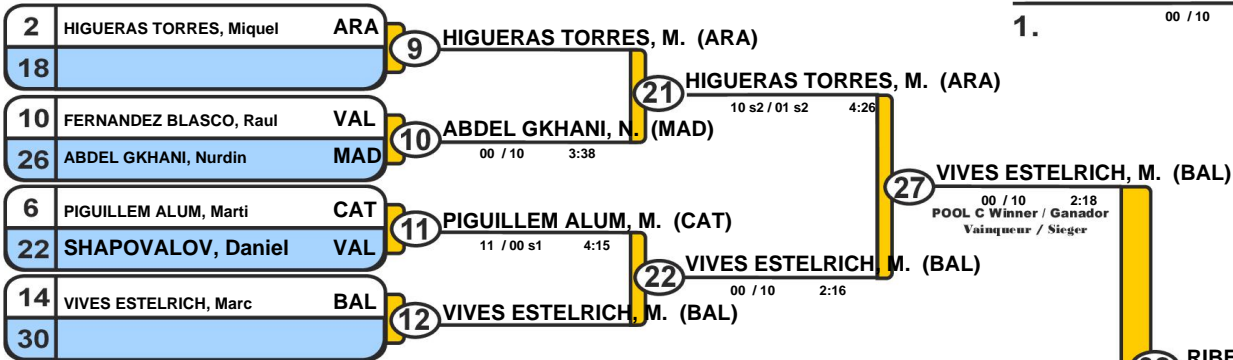 2 HIGUERAS TORRES, Miquel ARA
18
9
HIGUERAS TORRES, M. (ARA)
10 FERNANDEZ BLASCO, Raul VAL
26 ABDEL GKHANI, Nurdin MAD
10
ABDEL GKHANI, N. (MAD)
00 / 10 3:38
21
HIGUERAS TORRES, M. (ARA)
10 s2 / 01 s2 4:26
6 PIGUILLEM ALUM, Marti CAT
22 SHAPOVALOV, Daniel VAL
11
PIGUILLEM ALUM, M. (CAT)
11 / 00 s1 4:15
14 VIVES ESTELRICH, Marc BAL
30
12
VIVES ESTELRICH, M. (BAL)
22
VIVES ESTELRICH, M. (BAL)
00 / 10 2:16
27
VIVES ESTELRICH, M. (BAL)
00 / 10 2:18
POOL C Winner / Ganador
Vainqueur / Sieger
1.
00 / 10